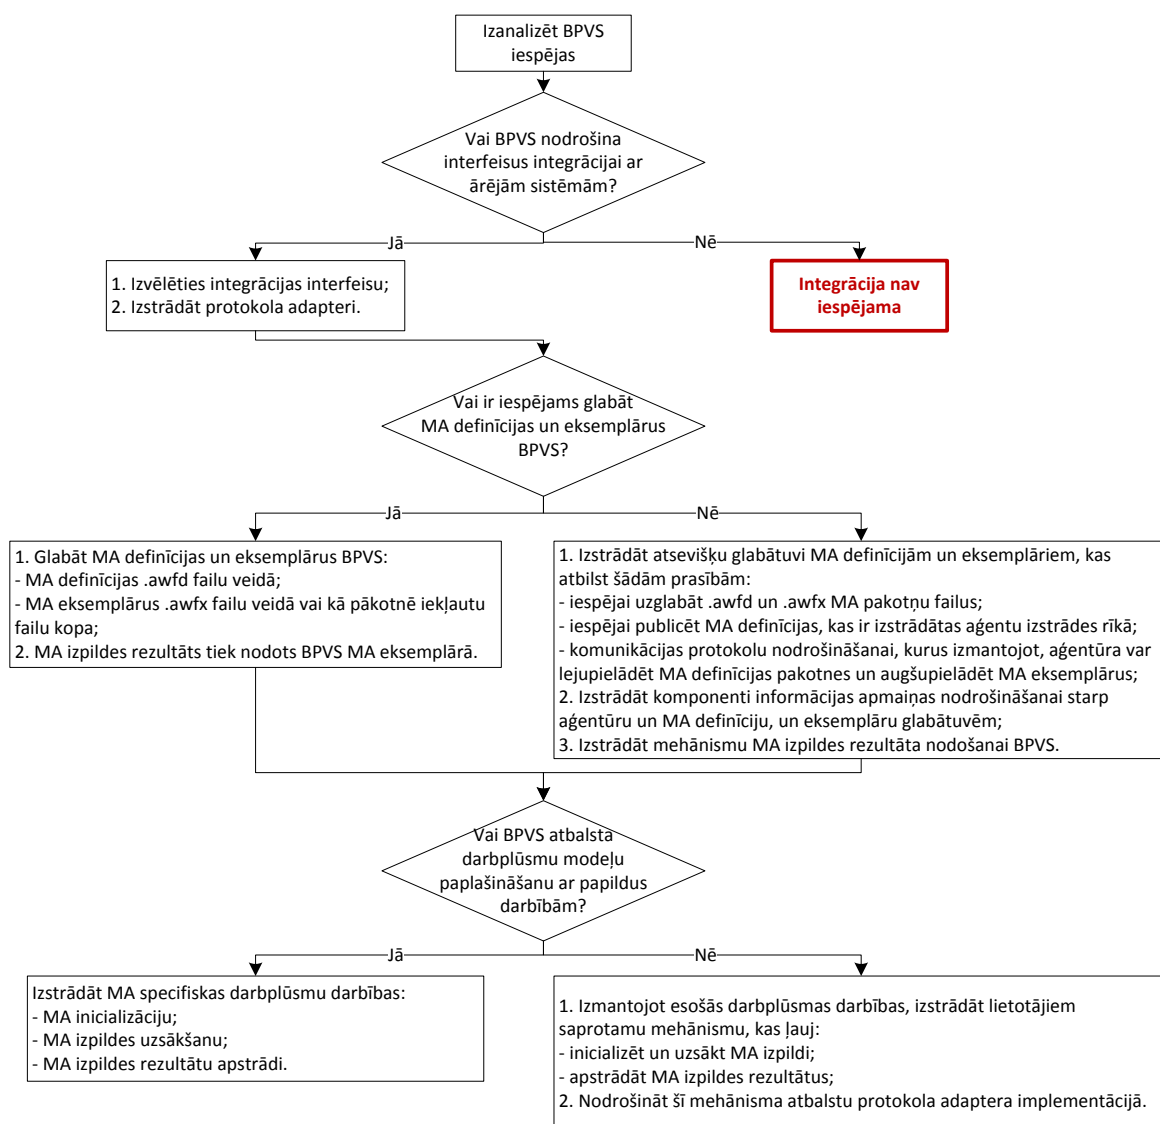 Izanalizēt BPVS
iespējas
Vai BPVS nodrošina
interfeisus integrācijai ar
ārējām sistēmām?
Jā
Nē
1. Izvēlēties integrācijas interfeisu;
2. Izstrādāt protokola adapteri.
Integrācija nav
iespējama
Vai ir iespējams glabāt
MA definīcijas un eksemplārus
BPVS?
Jā
Nē
1. Glabāt MA definīcijas un eksemplārus BPVS:
- MA definīcijas .awfd failu veidā;
- MA eksemplārus .awfx failu veidā vai kā pākotnē iekļautu
failu kopa;
2. MA izpildes rezultāts tiek nodots BPVS MA eksemplārā.
1. Izstrādāt atsevišķu glabātuvi MA definīcijām un eksemplāriem, kas
atbilst šādām prasībām:
- iespējai uzglabāt .awfd un .awfx MA pakotņu failus;
- iespējai publicēt MA definīcijas, kas ir izstrādātas aģentu izstrādes rīkā;
- komunikācijas protokolu nodrošināšanai, kurus izmantojot, aģentūra var
lejupielādēt MA definīcijas pakotnes un augšupielādēt MA eksemplārus;
2. Izstrādāt komponenti informācijas apmaiņas nodrošināšanai starp
aģentūru un MA definīciju, un eksemplāru glabātuvēm;
3. Izstrādāt mehānismu MA izpildes rezultāta nodošanai BPVS.
Vai BPVS atbalsta
darbplūsmu modeļu
paplašināšanu ar papildus
darbībām?
Jā
Nē
Izstrādāt MA specifiskas darbplūsmu darbības:
- MA inicializāciju;
- MA izpildes uzsākšanu;
- MA izpildes rezultātu apstrādi.
1. Izmantojot esošās darbplūsmas darbības, izstrādāt lietotājiem
saprotamu mehānismu, kas ļauj:
- inicializēt un uzsākt MA izpildi;
- apstrādāt MA izpildes rezultātus;
2. Nodrošināt šī mehānisma atbalstu protokola adaptera implementācijā.